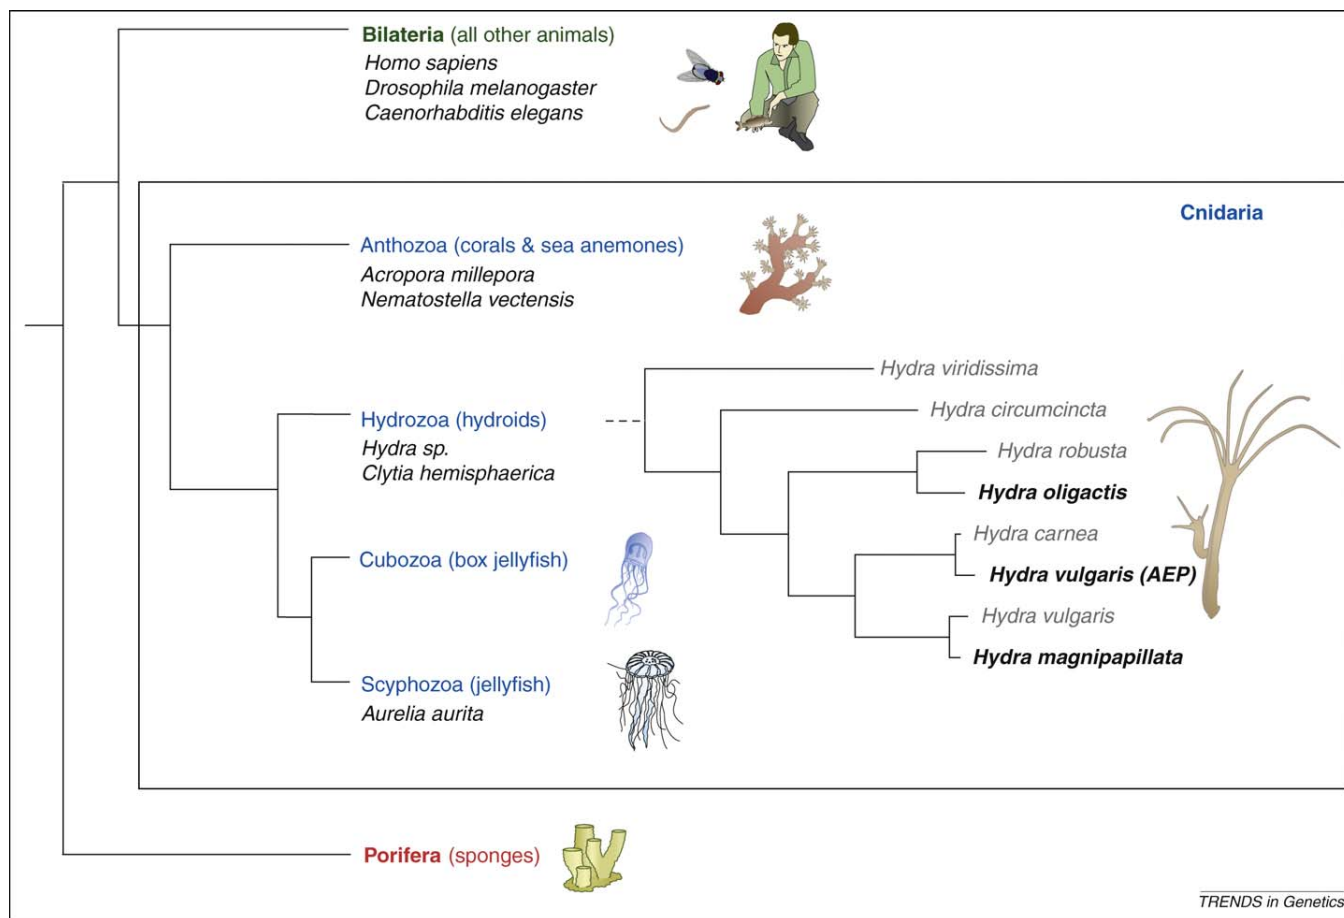 Bilateria (all other animals)
Homo sapiens
Drosophila melanogaster
Caenorhabditis elegans
Cnidaria
Anthozoa (corals & sea anemones)
Acropora millepora
Nematostella vectensis
Hydrozoa (hydroids)
Hydra sp.
Clytia hemisphaerica
Hydra viridissima
Hydra circumcincta
Hydra robusta
Hydra oligactis
Hydra carnea
Hydra vulgaris (AEP)
Hydra vulgaris
Hydra magnipapillata
Cubozoa (box jellyfish)
Scyphozoa (jellyfish)
Aurelia aurita
Porifera (sponges)
TRENDS in Genetics